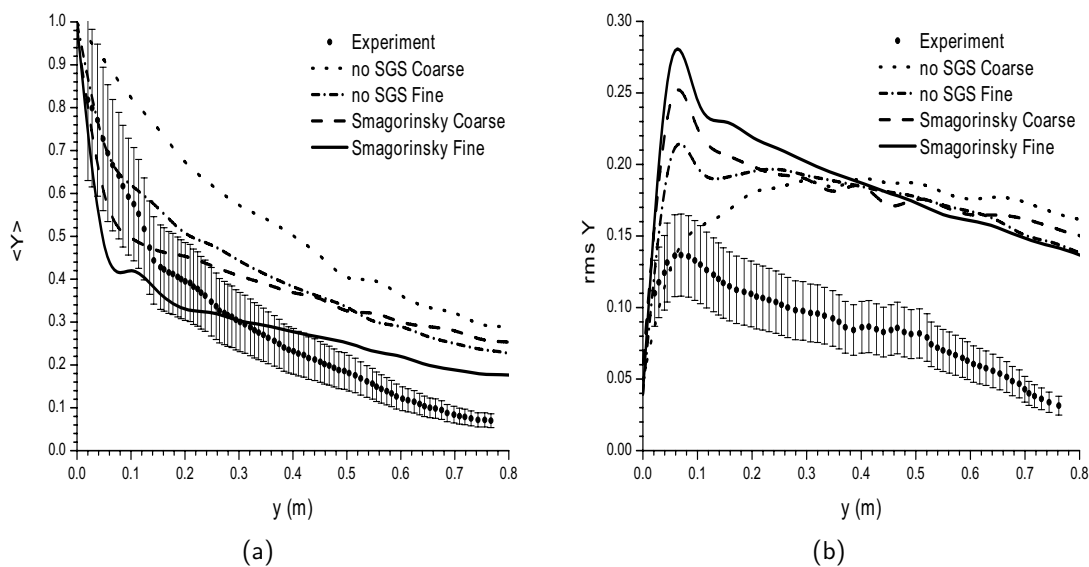 1.0
0.9
0.8
0.7
0.6
0.5
0.4
0.3
0.2
0.1
0.0
<Y>
Experiment
no SGS Coarse
no SGS Fine
Smagorinsky Coarse
Smagorinsky Fine
0.0 0.1 0.2 0.3 0.4 0.5 0.6 0.7 0.8
y (m)
(a)
0.30
0.25
0.20
0.15
0.10
0.05
0.00
rms Y
Experiment
no SGS Coarse
no SGS Fine
Smagorinsky Coarse
Smagorinsky Fine
0.0 0.1 0.2 0.3 0.4 0.5 0.6 0.7 0.8
y (m)
(b)